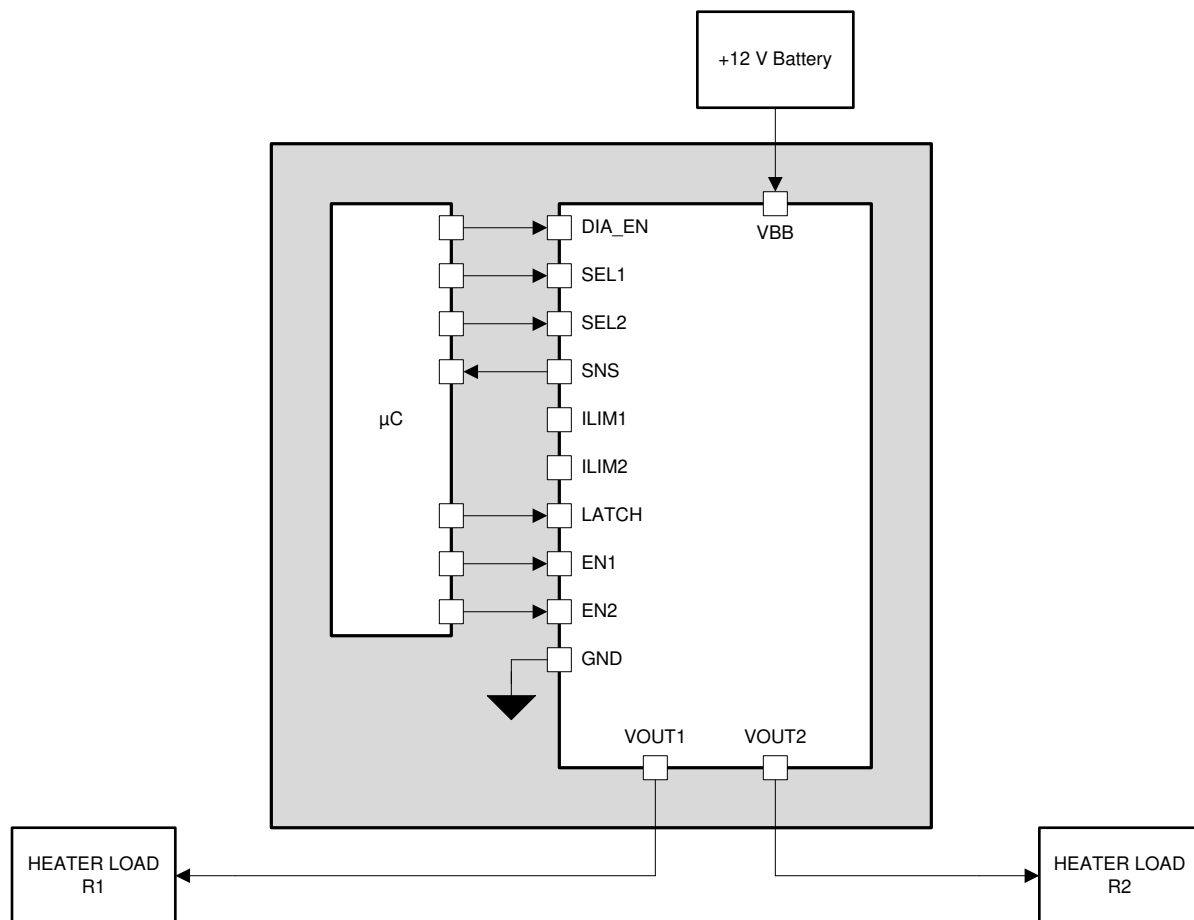 +12 V Battery
DIA_EN
VBB
SEL1
SEL2
SNS
µC
ILIM1
ILIM2
LATCH
EN1
EN2
GND
VOUT1
VOUT2
HEATER LOAD
R1
HEATER LOAD
R2